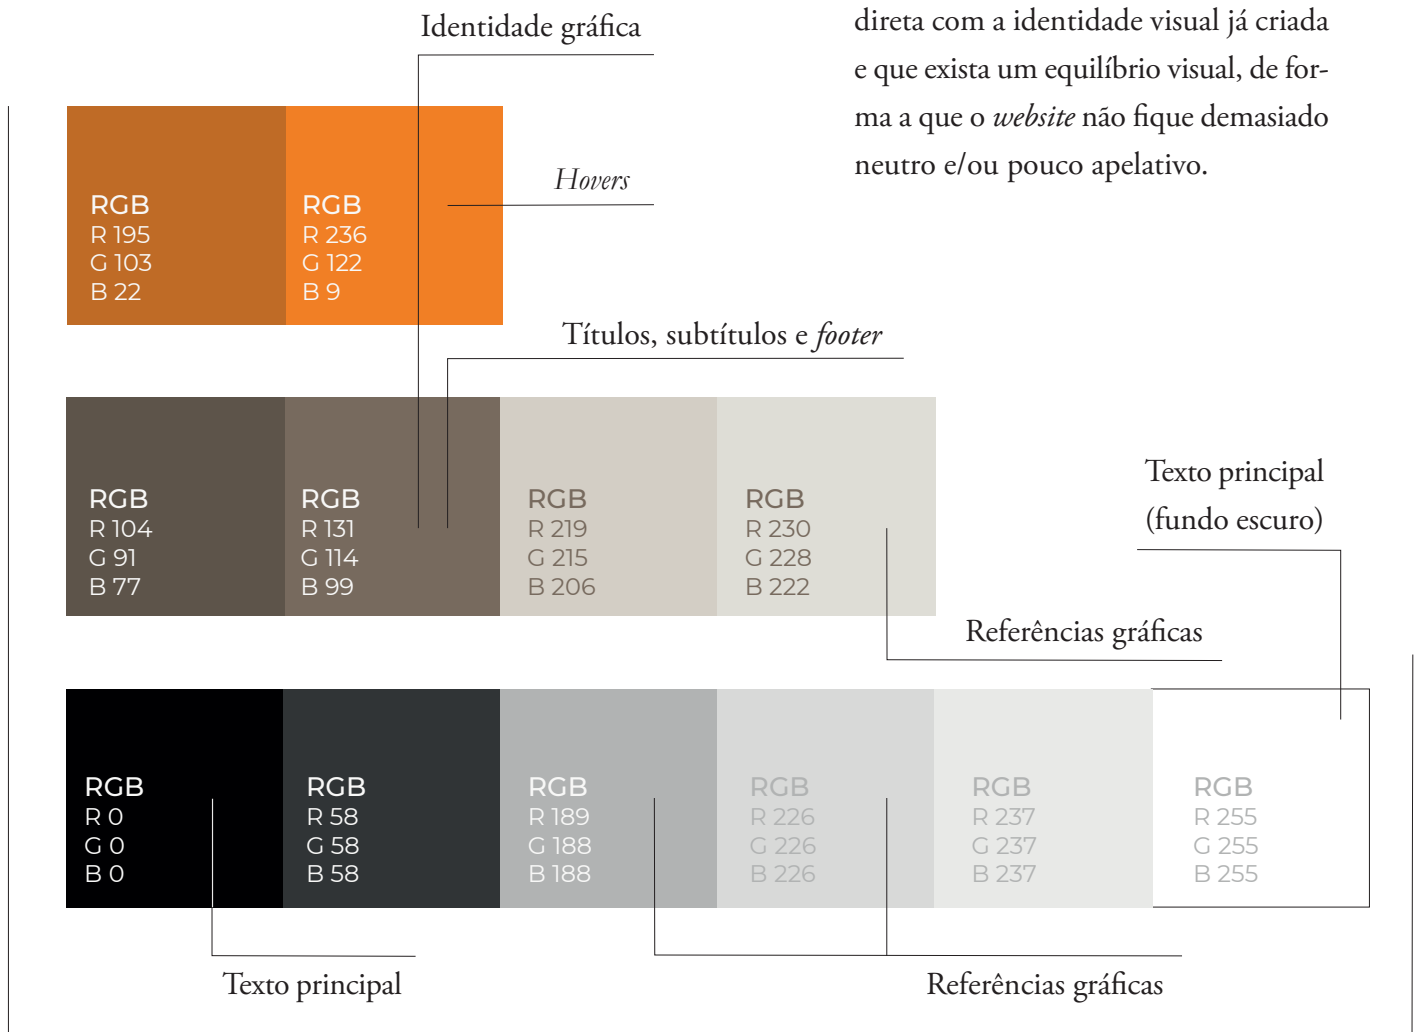 Identidade gráfica
direta com a identidade visual já criada
e que exista um equilíbrio visual, de for-
ma a que o website não fique demasiado
neutro e/ou pouco apelativo.
Hovers
RGB
R 195
G 103
B 22
RGB
R 236
G 122
B 9
Títulos, subtítulos e footer
RGB
R 104
G 91
B 77
RGB
R 131
G 114
B 99
RGB
R 219
G 215
B 206
RGB
R 230
G 228
B 222
Texto principal
(fundo escuro)
Referências gráficas
RGB
R 0
G 0
B 0
RGB
R 58
G 58
B 58
RGB
R 189
G 188
B 188
RGB
R 226
G 226
B 226
RGB
R 237
G 237
B 237
RGB
R 255
G 255
B 255
Texto principal
Referências gráficas